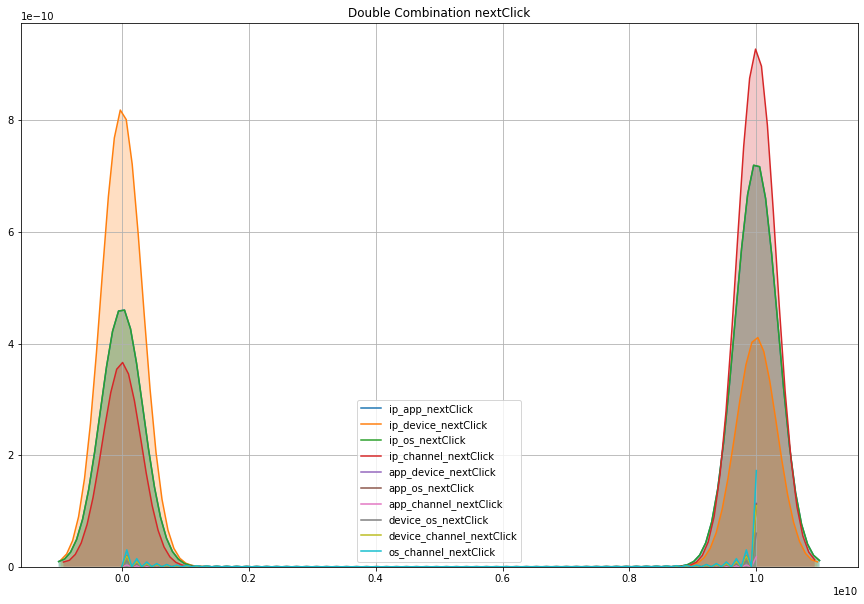 Double Combination nextClick
1e−10
8
6
4
2
0
ip_app_nextClick
ip_device_nextClick
ip_os_nextClick
ip_channel_nextClick
app_device_nextClick
app_os_nextClick
app_channel_nextClick
device_os_nextClick
device_channel_nextClick
os_channel_nextClick
0.0 0.2 0.4 0.6 0.8 1.0
1e10